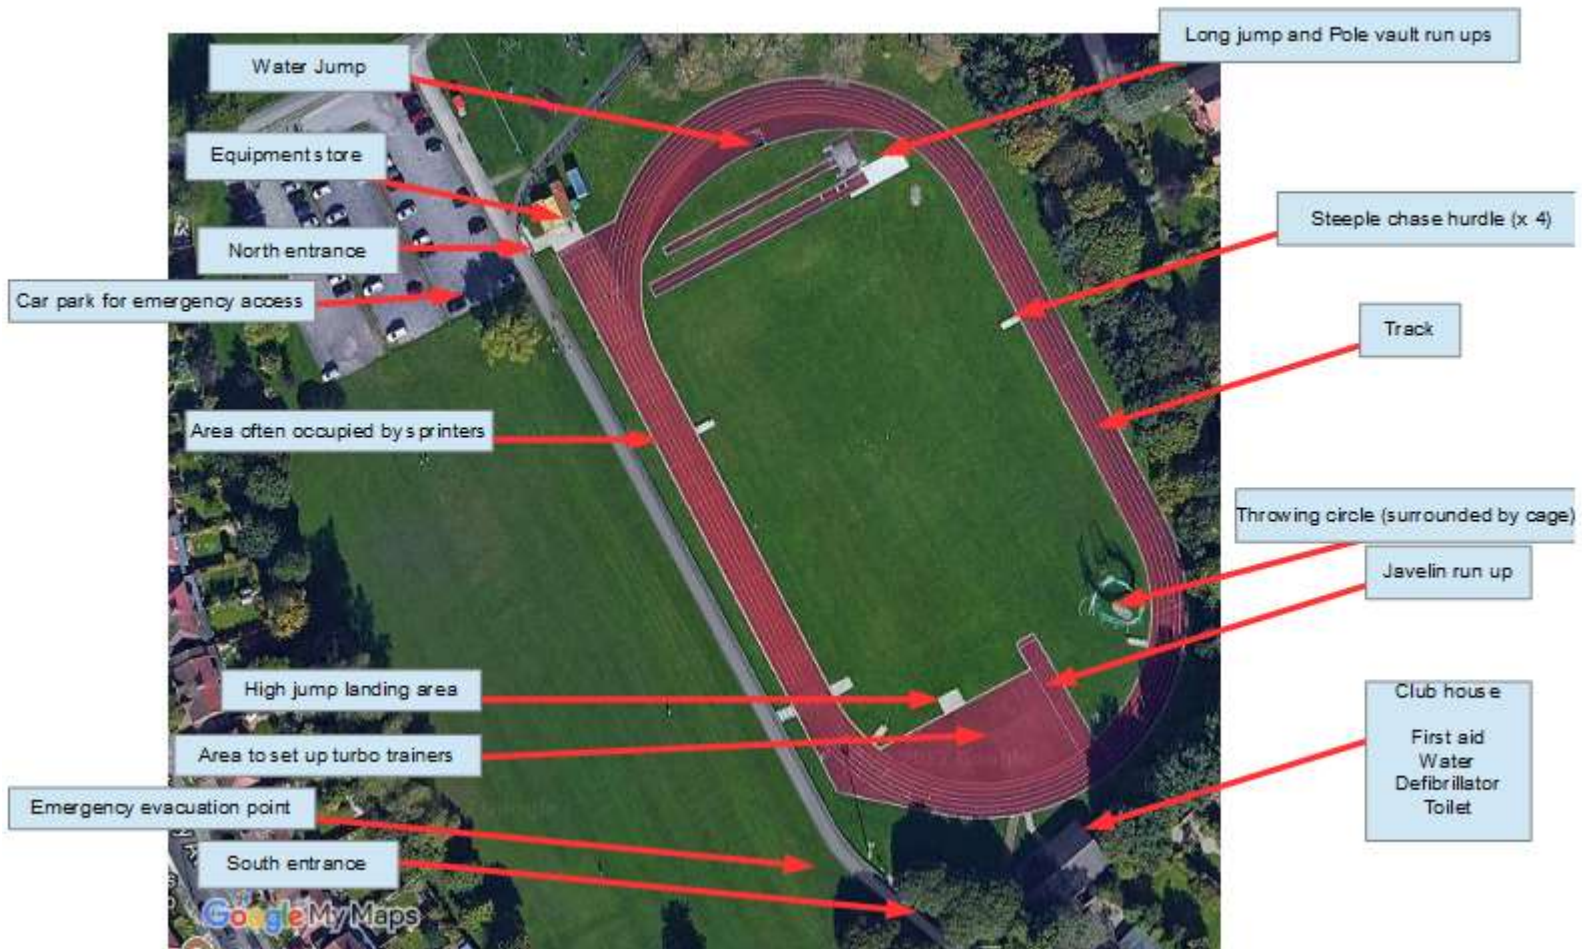 Long jump and Pole vault run ups
Water Jump
Equipment store
Steeple chase hurdle (x 4)
North entrance
Car park for emergency access
Track
Area often occupied by sprinters
Throwing circle (surrounded by cage)
Javelin run up
High jump landing area
Club house
First aid
Water
Defibrillator
Toilet
Area to set up turbo trainers
Emergency evacuation point
South entrance
Google My Maps